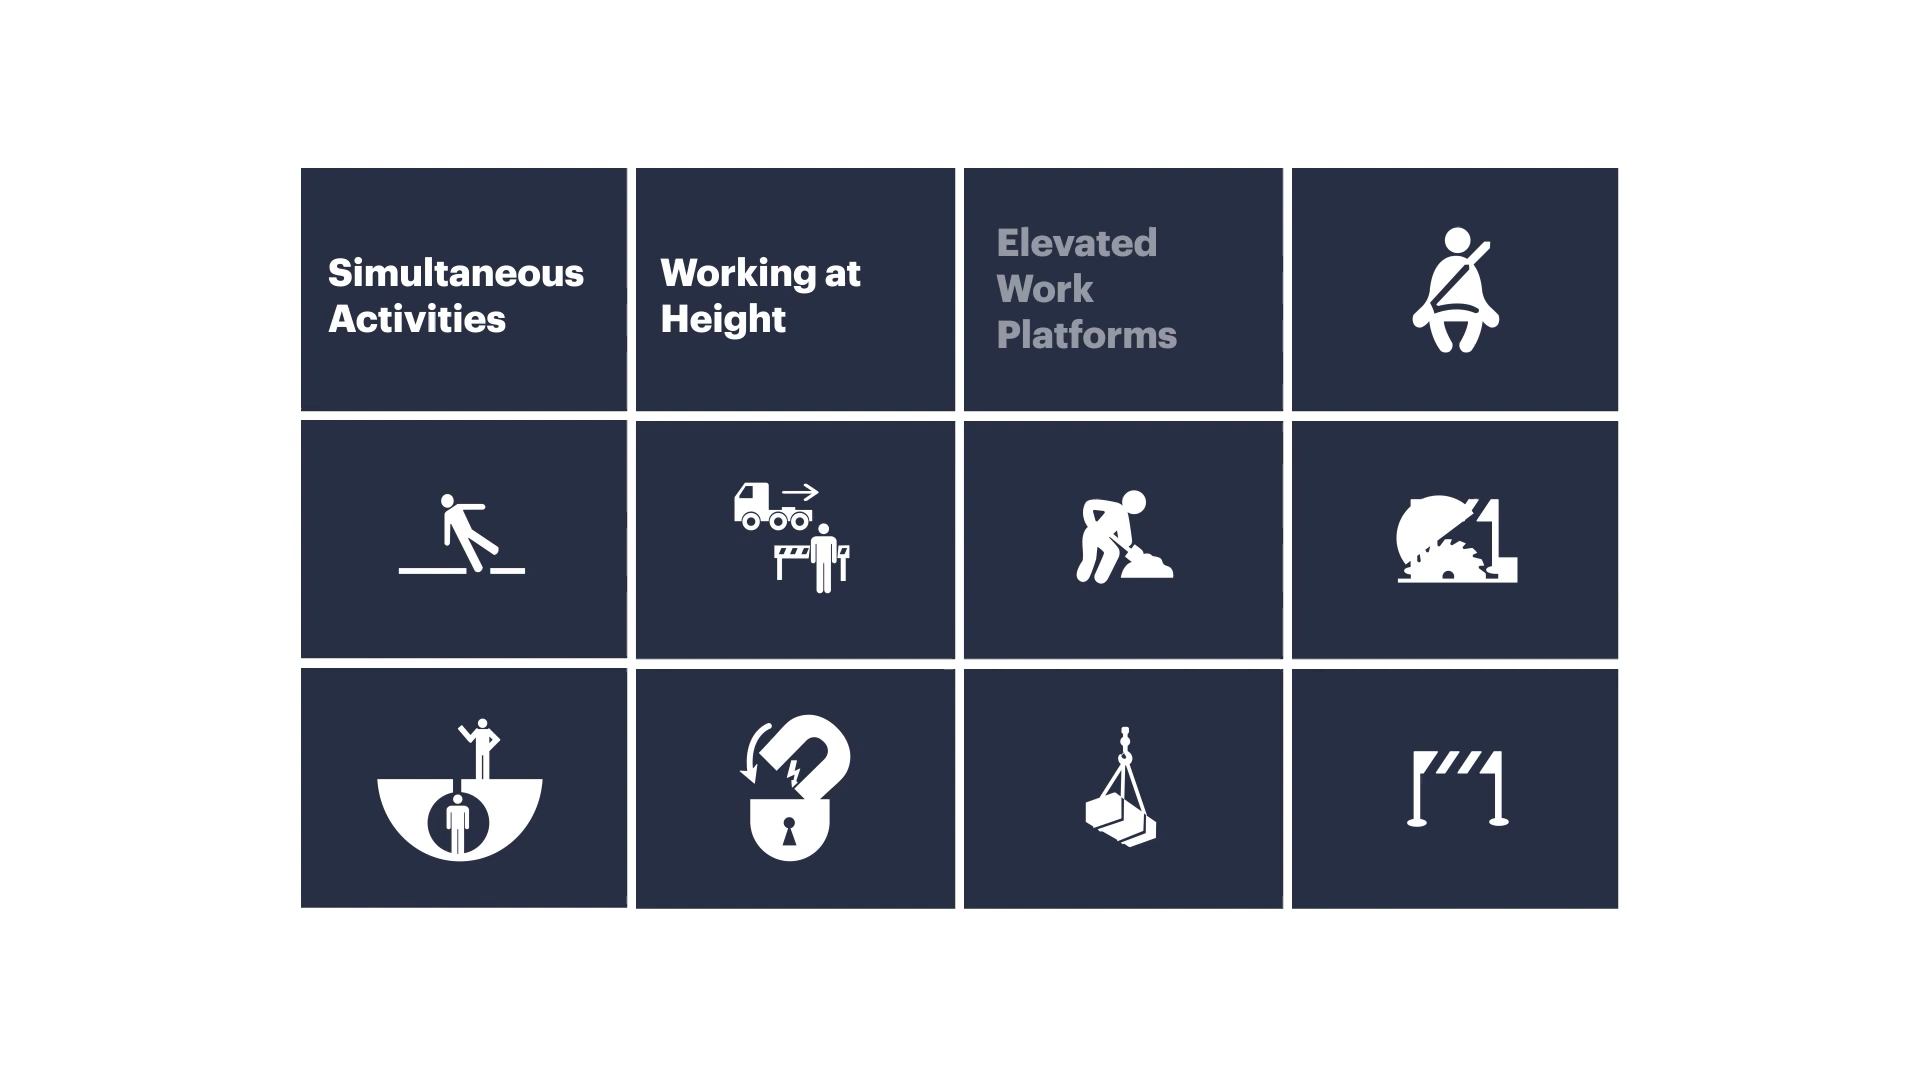 Simultaneous
Activities
Working at
Height
Elevated
Work
Platforms